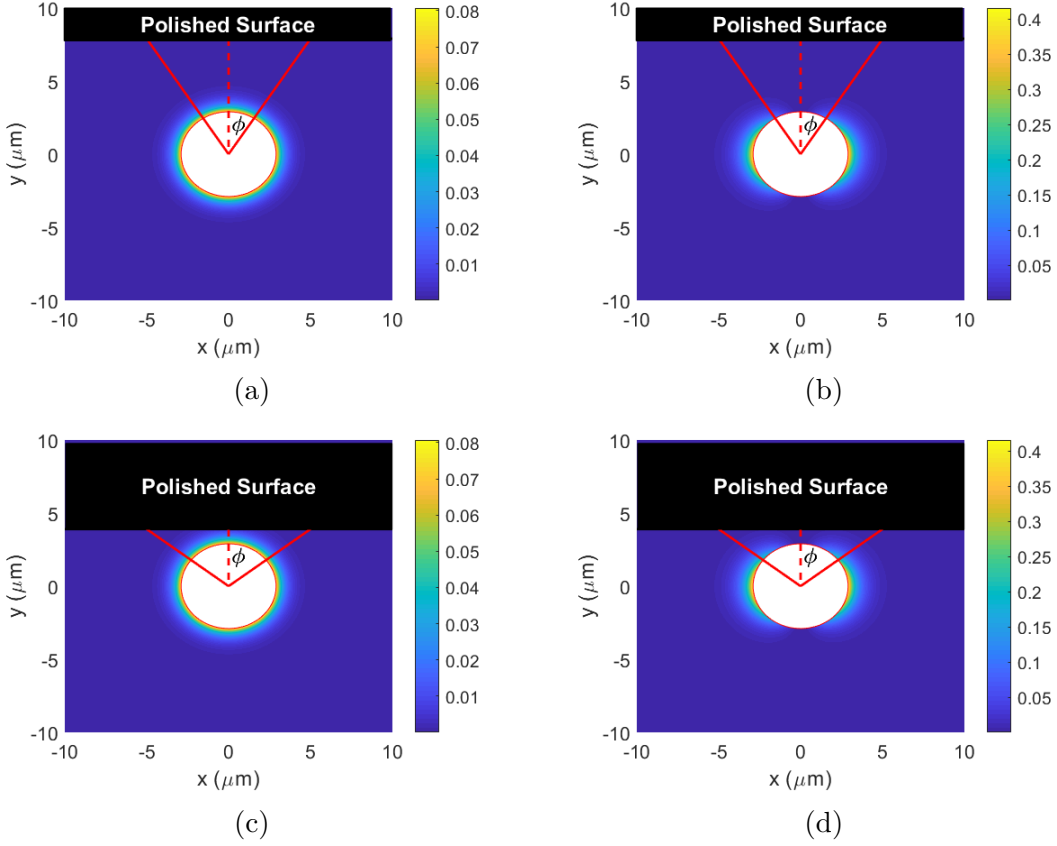 10
5
0
-5
-10
y (μm)
-10 -5 0 5 10
x (μm)
Polished Surface
ϕ
0.08
0.07
0.06
0.05
0.04
0.03
0.02
0.01
(a)
10
5
0
-5
-10
y (μm)
-10 -5 0 5 10
x (μm)
Polished Surface
ϕ
0.4
0.35
0.3
0.25
0.2
0.15
0.1
0.05
(b)
10
5
0
-5
-10
y (μm)
-10 -5 0 5 10
x (μm)
Polished Surface
ϕ
0.08
0.07
0.06
0.05
0.04
0.03
0.02
0.01
(c)
10
5
0
-5
-10
y (μm)
-10 -5 0 5 10
x (μm)
Polished Surface
ϕ
0.4
0.35
0.3
0.25
0.2
0.15
0.1
0.05
(d)